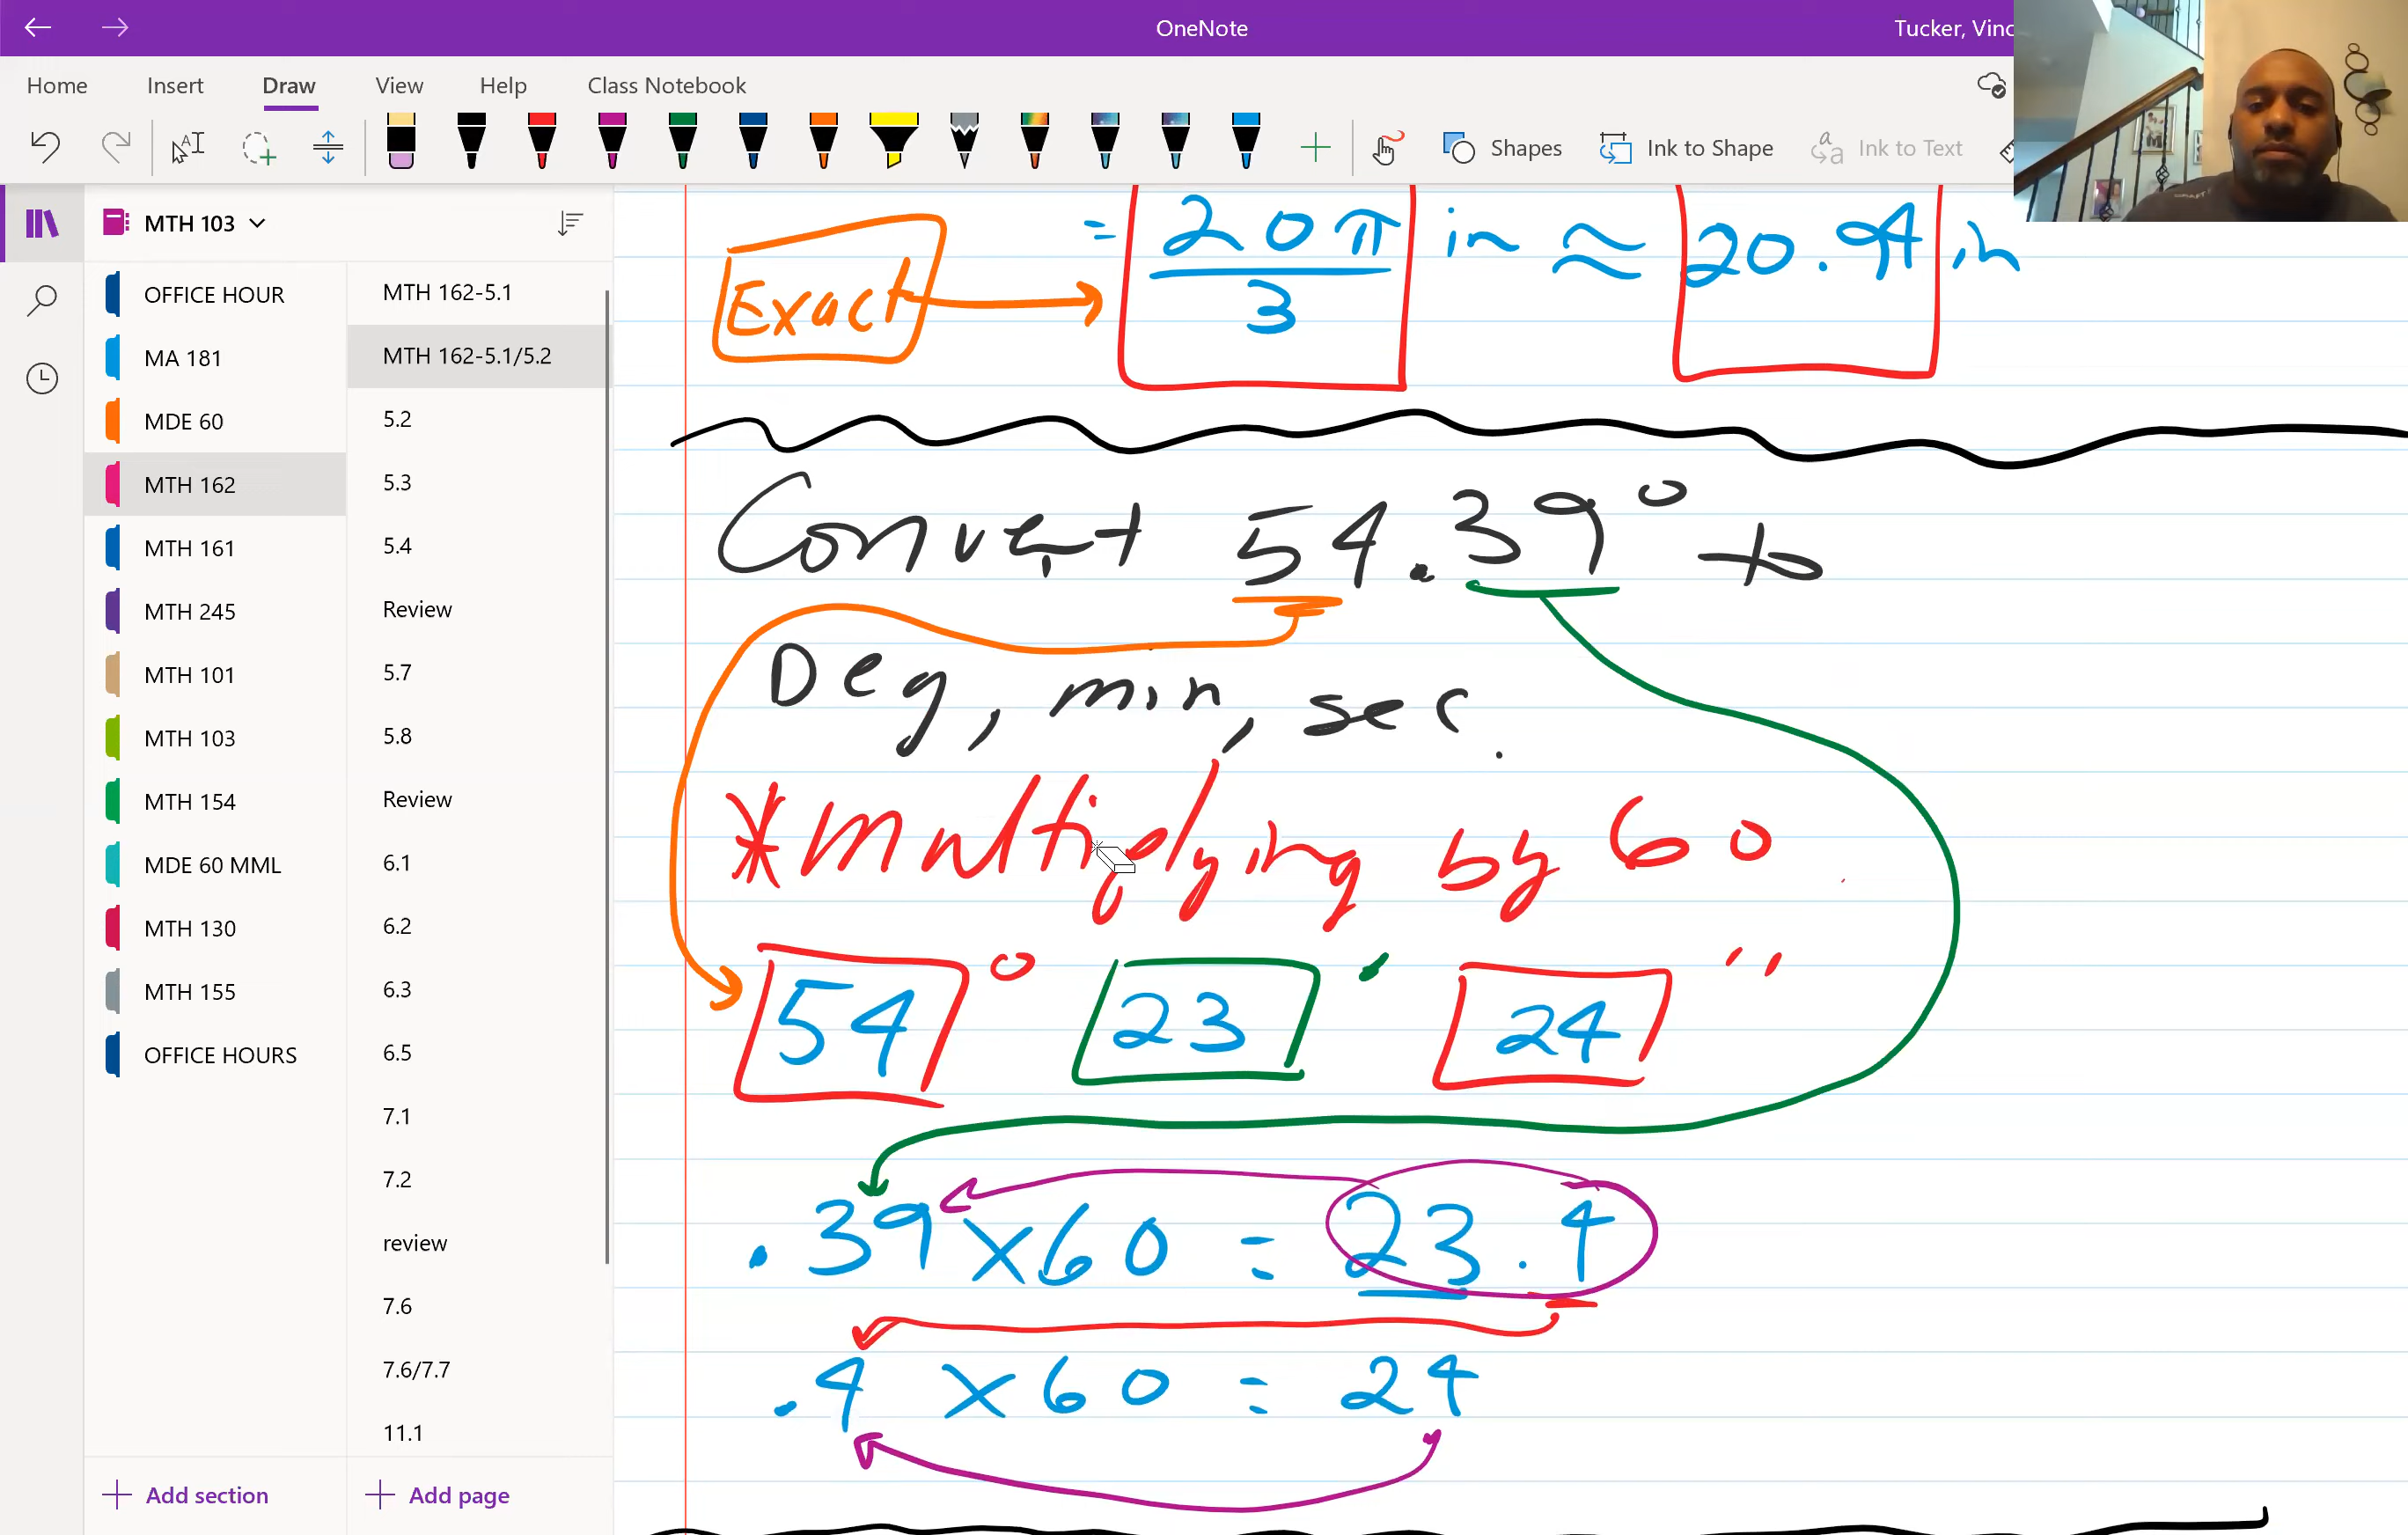 OneNote
Tucker, Vinc
Home Insert Draw View Help Class Notebook
Shapes Ink to Shape Ink to Text
MTH 103
OFFICE HOUR
MA 181
MDE 60
MTH 162
MTH 161
MTH 245
MTH 101
MTH 103
MTH 154
MDE 60 MML
MTH 130
MTH 155
OFFICE HOURS
Add section
MTH 162-5.1
MTH 162-5.1/5.2
5.2
5.3
5.4
Review
5.7
5.8
Review
6.1
6.2
6.3
6.5
7.1
7.2
review
7.6
7.6/7.7
11.1
Add page
Exact = 20π/3 in ≈ 20.94 in
Convert 54.39° to
Deg, min, sec.
*multiplying by 60
54° 23' 24''
.39 × 60 = 23.4
.4 × 60 = 24